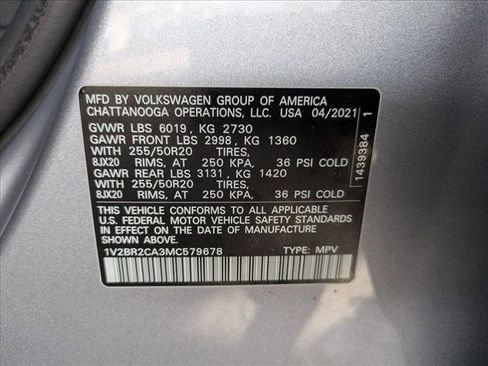 MFD BY VOLKSWAGEN GROUP OF AMERICA
CHATTANOOGA OPERATIONS, LLC. USA 04/2021
GVWR LBS 6019, KG 2730
GAWR FRONT LBS 2998, KG 1360
WITH 255/50R20 TIRES,
8JX20 RIMS, AT 250 KPA, 36 PSI COLD
GAWR REAR LBS 3131, KG 1420
WITH 255/50R20 TIRES,
8JX20 RIMS, AT 250 KPA, 36 PSI COLD
THIS VEHICLE CONFORMS TO ALL APPLICABLE
U.S. FEDERAL MOTOR VEHICLE SAFETY STANDARDS
IN EFFECT ON THE DATE OF MANUFACTURE
SHOWN ABOVE.
1V2BR2CA3MC579678 TYPE: MPV
1439384 1